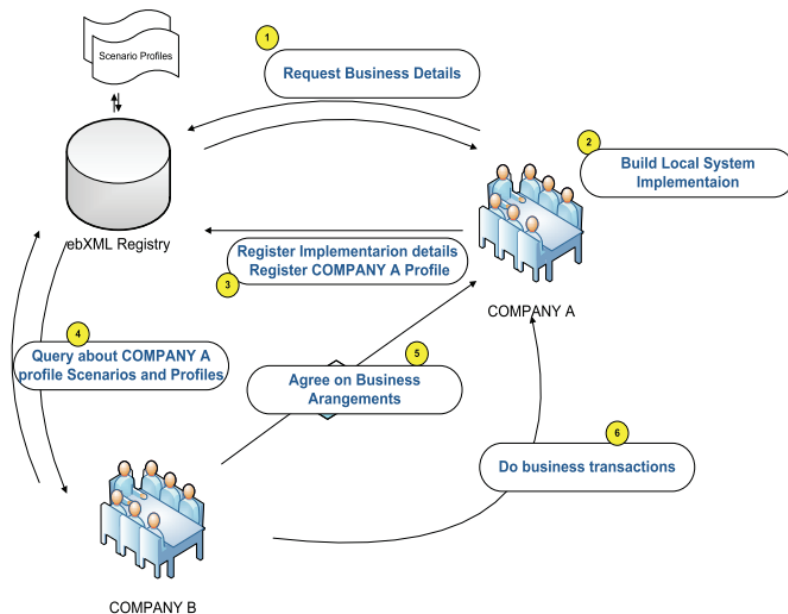 Scenario Profiles
1
Request Business Details
2
Build Local System
Implementaion
ebXML Registry
Register Implementarion details
Register COMPANY A Profile
3
COMPANY A
4
Query about COMPANY A
profile Scenarios and Profiles
5
Agree on Business
Arangements
6
Do business transactions
COMPANY B